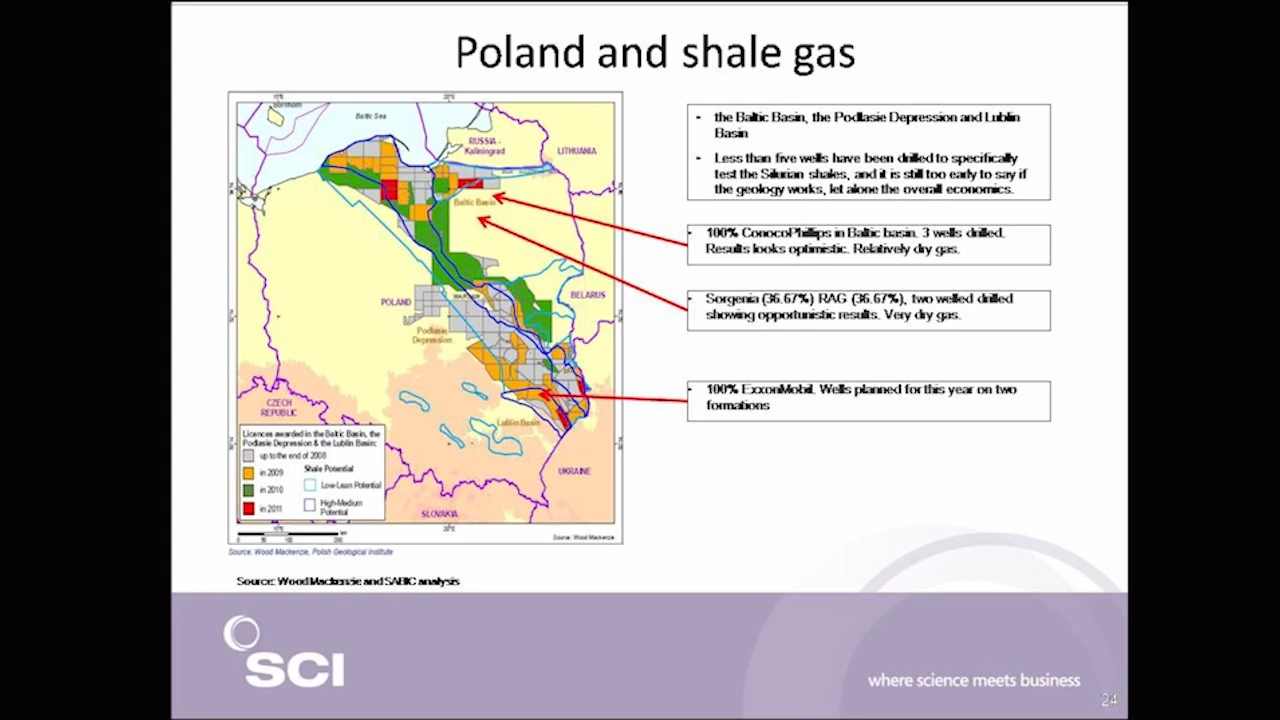 Poland and shale gas
Bornholm
Baltic Sea
RUSSIA -
Kaliningrad
LITHUANIA
Baltic Basin
POLAND
WARSAW
BELARUS
Podlasie
Depression
CZECH
REPUBLIC
Lublin Basin
UKRAINE
SLOVAKIA
Licences awarded in the Baltic Basin, the
Podlasie Depression & the Lublin Basin:
up to the end of 2008
in 2009
in 2010
in 2011
Shale Potential
Low-Lean Potential
High-Medium
Potential
Source: Wood Mackenzie
Source: Wood Mackenzie, Polish Geological Institute
Source: Wood Mackenzie and SABIC analysis
- the Baltic Basin, the Podlasie Depression and Lublin
Basin
- Less than five wells have been drilled to specifically
test the Silurian shales, and it is still too early to say if
the geology works, let alone the overall economics.
- 100% ConocoPhillips in Baltic basin. 3 wells drilled.
Results looks optimistic. Relatively dry gas.
- Sorgenia (36.67%) RAG (36.67%), two welled drilled
showing opportunistic results. Very dry gas.
- 100% ExxonMobil. Wells planned for this year on two
formations
SCI
where science meets business
24